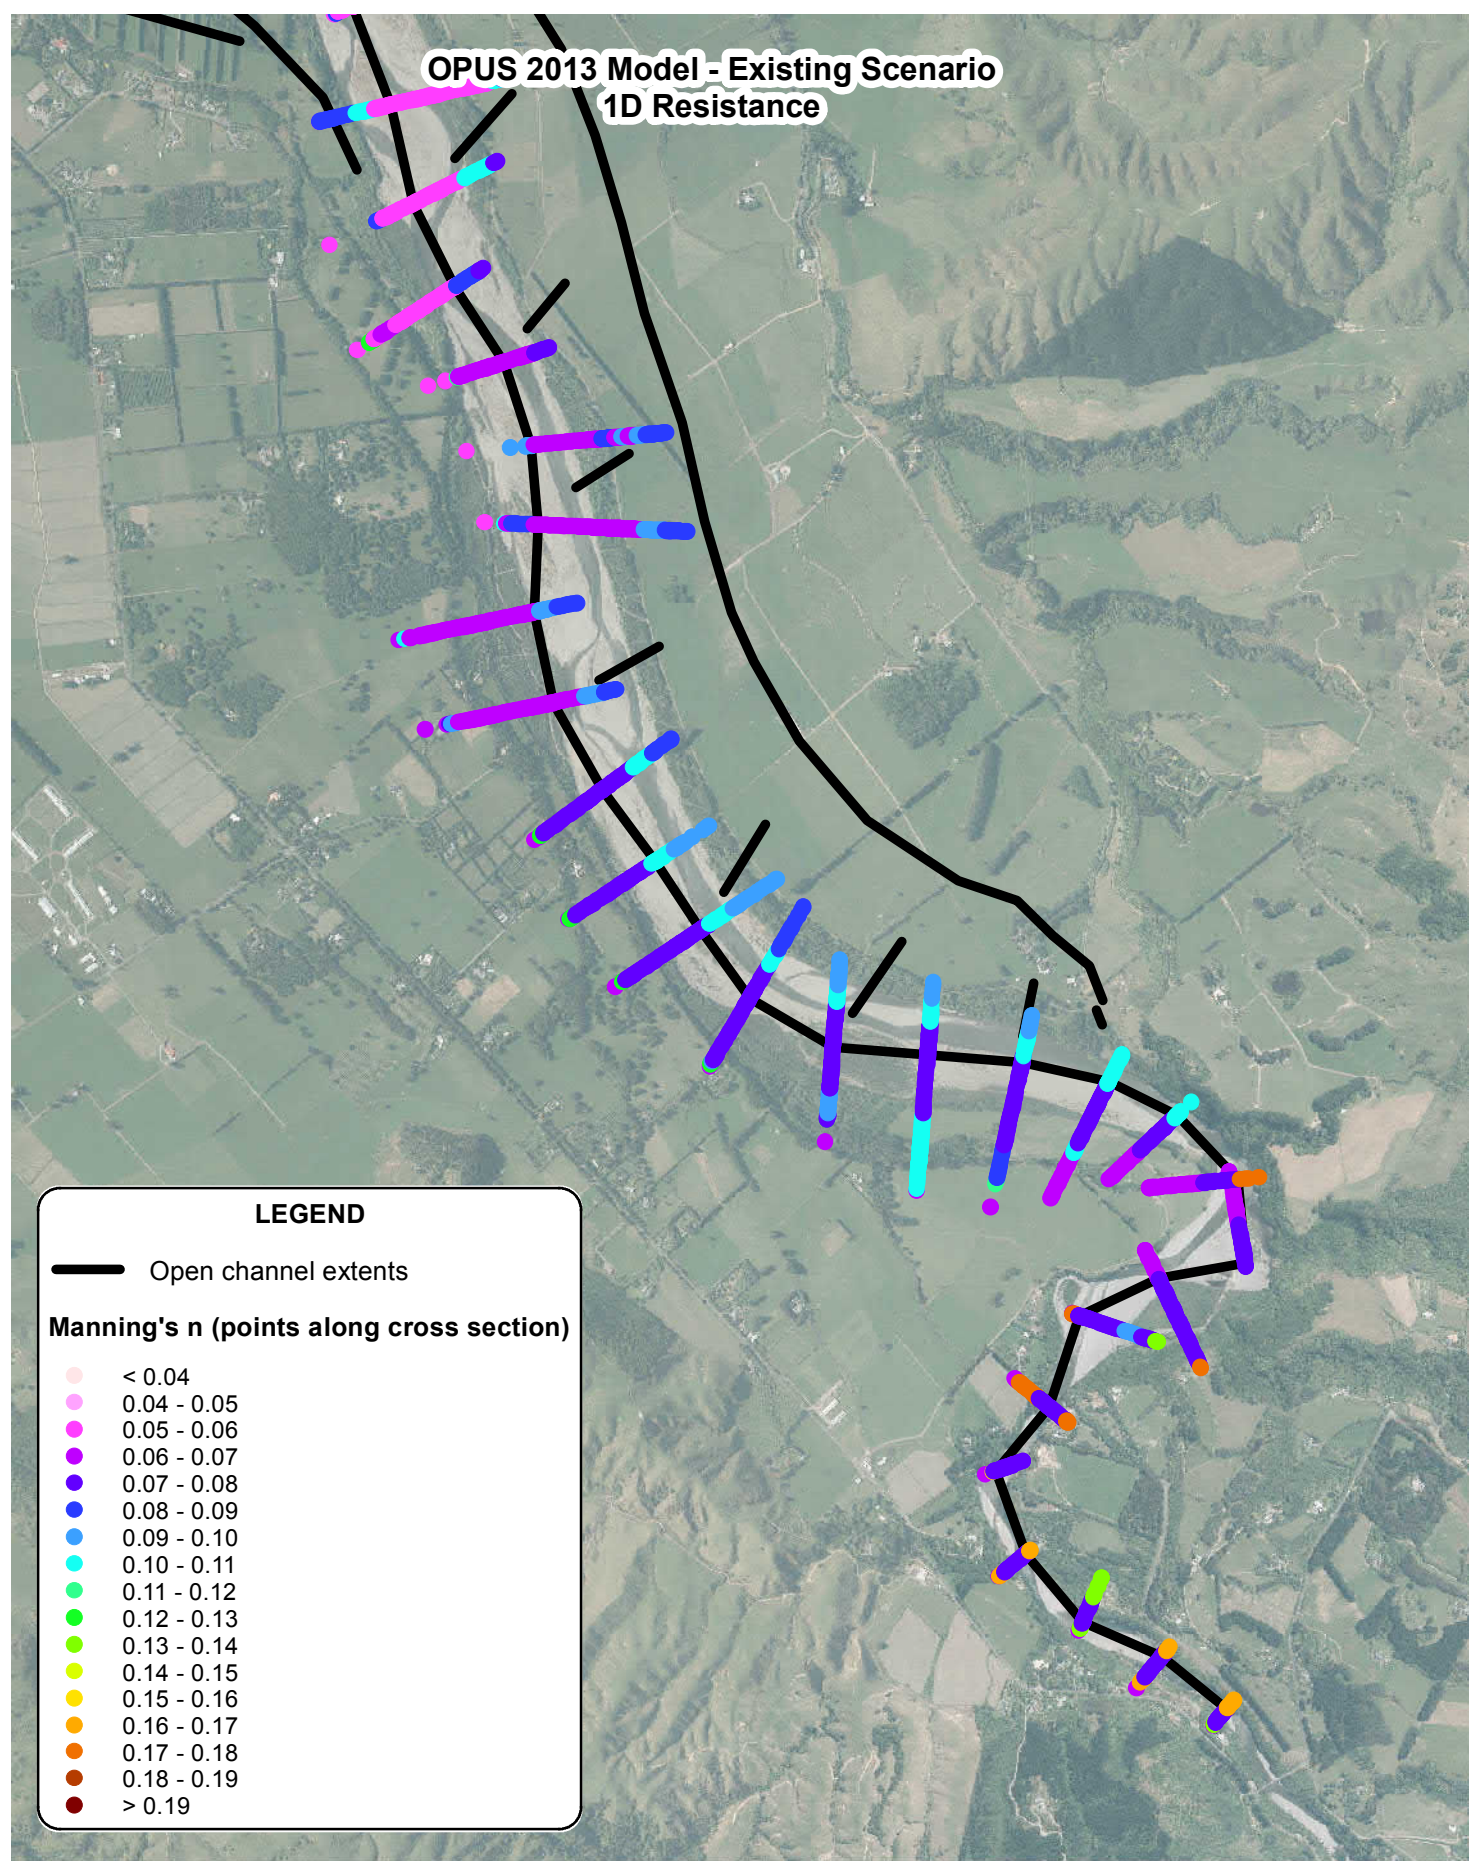 OPUS 2013 Model - Existing Scenario
1D Resistance
LEGEND
Open channel extents
Manning's n (points along cross section)
< 0.04
0.04 - 0.05
0.05 - 0.06
0.06 - 0.07
0.07 - 0.08
0.08 - 0.09
0.09 - 0.10
0.10 - 0.11
0.11 - 0.12
0.12 - 0.13
0.13 - 0.14
0.14 - 0.15
0.15 - 0.16
0.16 - 0.17
0.17 - 0.18
0.18 - 0.19
> 0.19